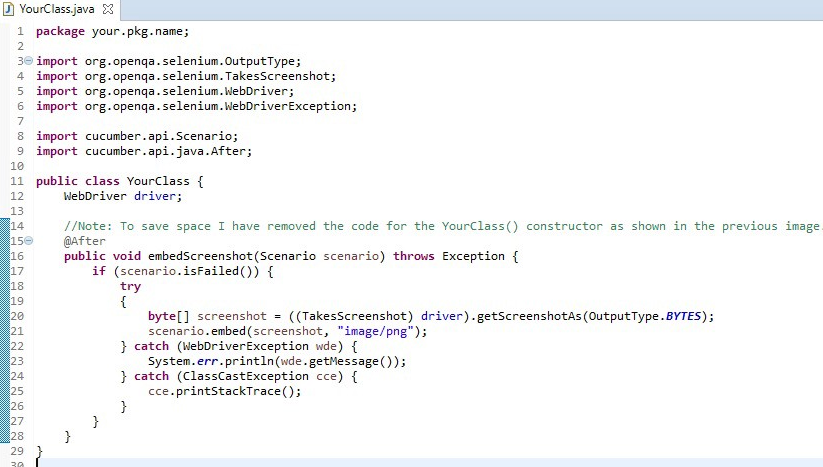 YourClass.java
1 package your.pkg.name;
2
3 import org.openqa.selenium.OutputType;
4 import org.openqa.selenium.TakesScreenshot;
5 import org.openqa.selenium.WebDriver;
6 import org.openqa.selenium.WebDriverException;
7
8 import cucumber.api.Scenario;
9 import cucumber.api.java.After;
10
11 public class YourClass {
12     WebDriver driver;
13
14     //Note: To save space I have removed the code for the YourClass() constructor as shown in the previous image.
15     @After
16     public void embedScreenshot(Scenario scenario) throws Exception {
17         if (scenario.isFailed()) {
18             try
19             {
20                 byte[] screenshot = ((TakesScreenshot) driver).getScreenshotAs(OutputType.BYTES);
21                 scenario.embed(screenshot, "image/png");
22             } catch (WebDriverException wde) {
23                 System.err.println(wde.getMessage());
24             } catch (ClassCastException cce) {
25                 cce.printStackTrace();
26             }
27         }
28     }
29 }
30